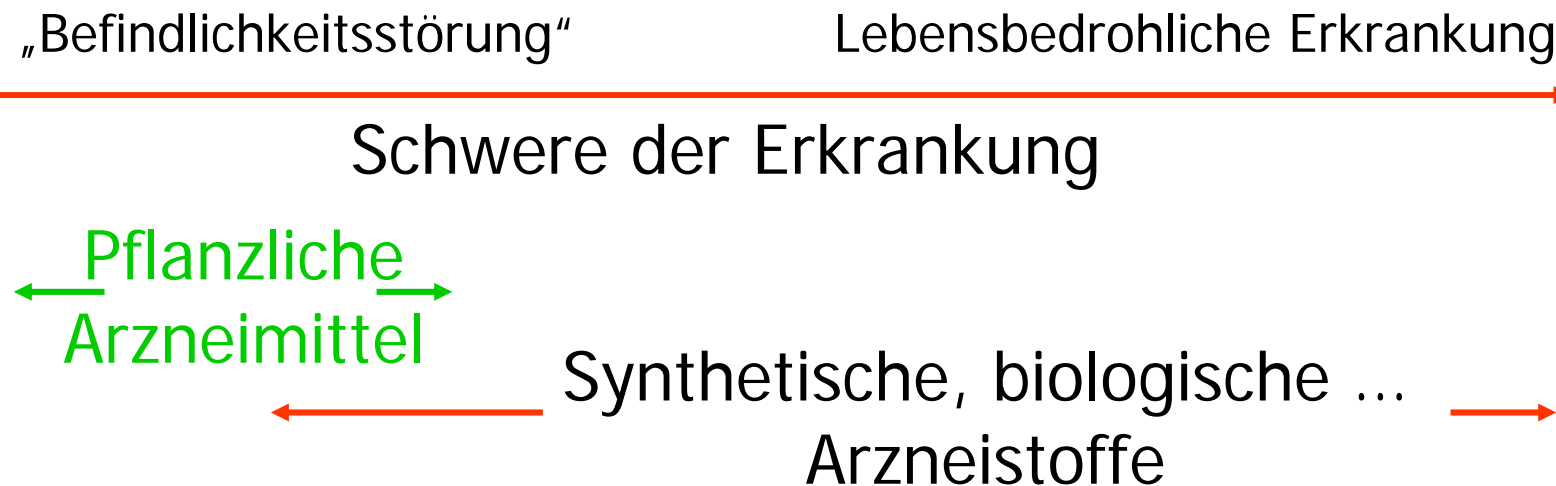 „Befindlichkeitsstörung“ Lebensbedrohliche Erkrankung
Schwere der Erkrankung
Pflanzliche
Arzneimittel
Synthetische, biologische ...
Arzneistoffe